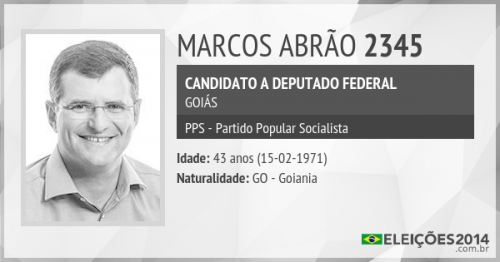 MARCOS ABRÃO 2345
CANDIDATO A DEPUTADO FEDERAL
GOIÁS
PPS - Partido Popular Socialista
Idade: 43 anos (15-02-1971)
Naturalidade: GO - Goiania
ELEIÇÕES2014
.com.br